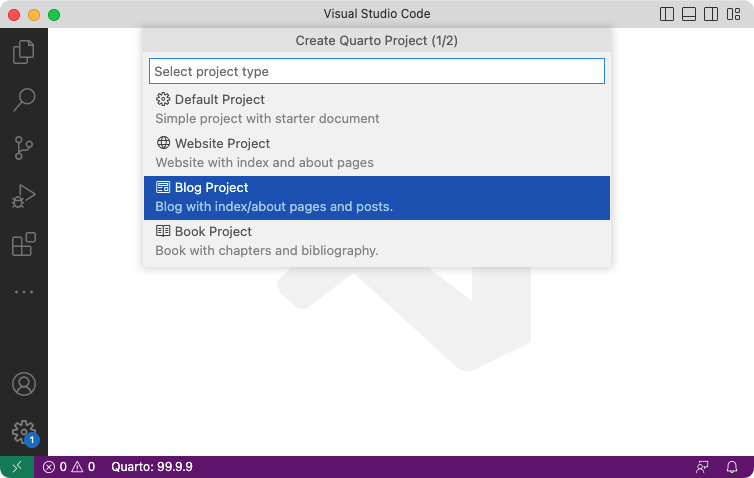 Visual Studio Code
Create Quarto Project (1/2)
Select project type
Default Project
Simple project with starter document
Website Project
Website with index and about pages
Blog Project
Blog with index/about pages and posts.
Book Project
Book with chapters and bibliography.
1
0 0 Quarto: 99.9.9